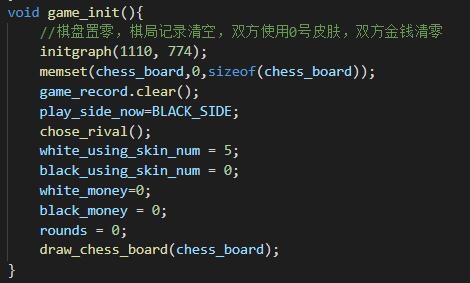 void game_init(){
//棋盘置零，棋局记录清空，双方使用0号皮肤，双方金钱清零
initgraph(1110, 774);
memset(chess_board,0,sizeof(chess_board));
game_record.clear();
play_side_now=BLACK_SIDE;
chose_rival();
white_using_skin_num = 5;
black_using_skin_num = 0;
white_money=0;
black_money = 0;
rounds = 0;
draw_chess_board(chess_board);
}